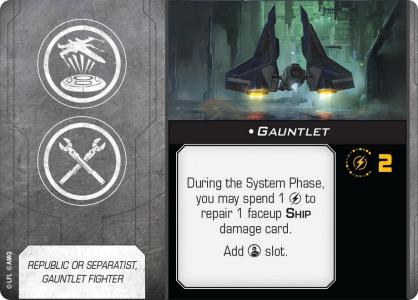 • GAUNTLET
2
During the System Phase,
you may spend 1 to
repair 1 faceup SHIP
damage card.
Add slot.
REPUBLIC OR SEPARATIST,
GAUNTLET FIGHTER
© LFL © AMG